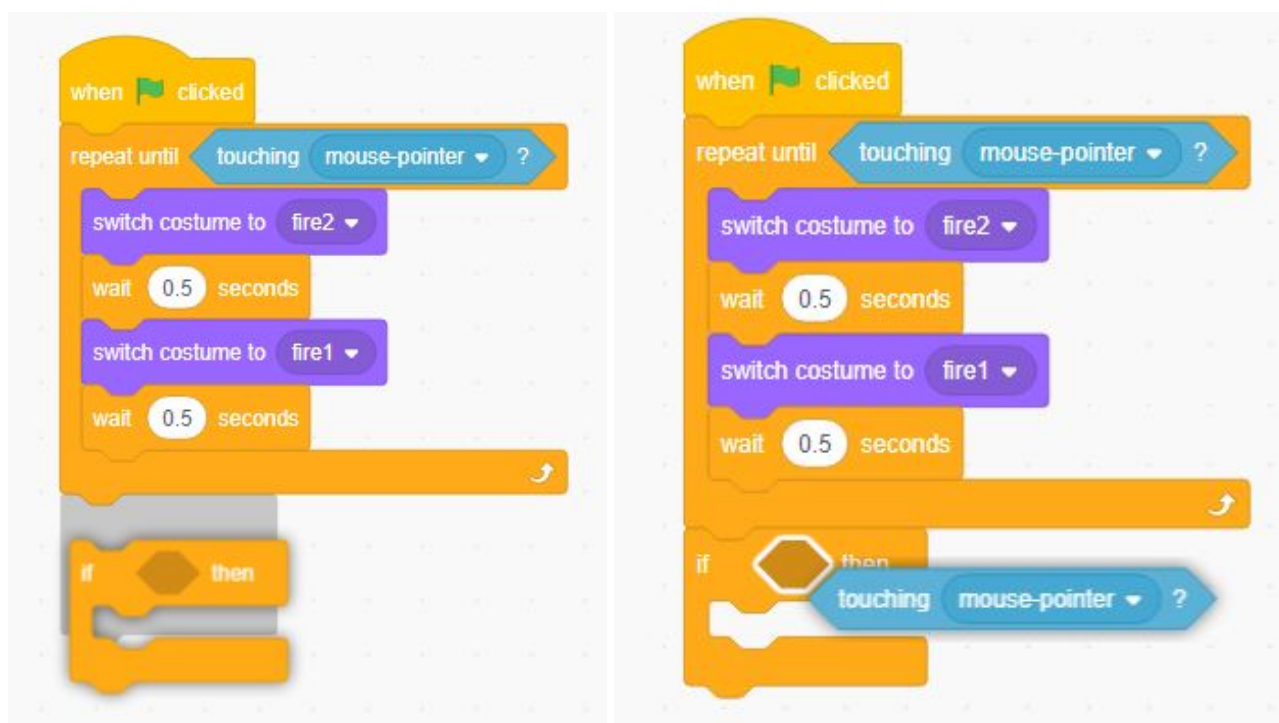 when clicked
repeat until touching mouse-pointer ?
switch costume to fire2
wait 0.5 seconds
switch costume to fire1
wait 0.5 seconds
if then
when clicked
repeat until touching mouse-pointer ?
switch costume to fire2
wait 0.5 seconds
switch costume to fire1
wait 0.5 seconds
if then
touching mouse-pointer ?